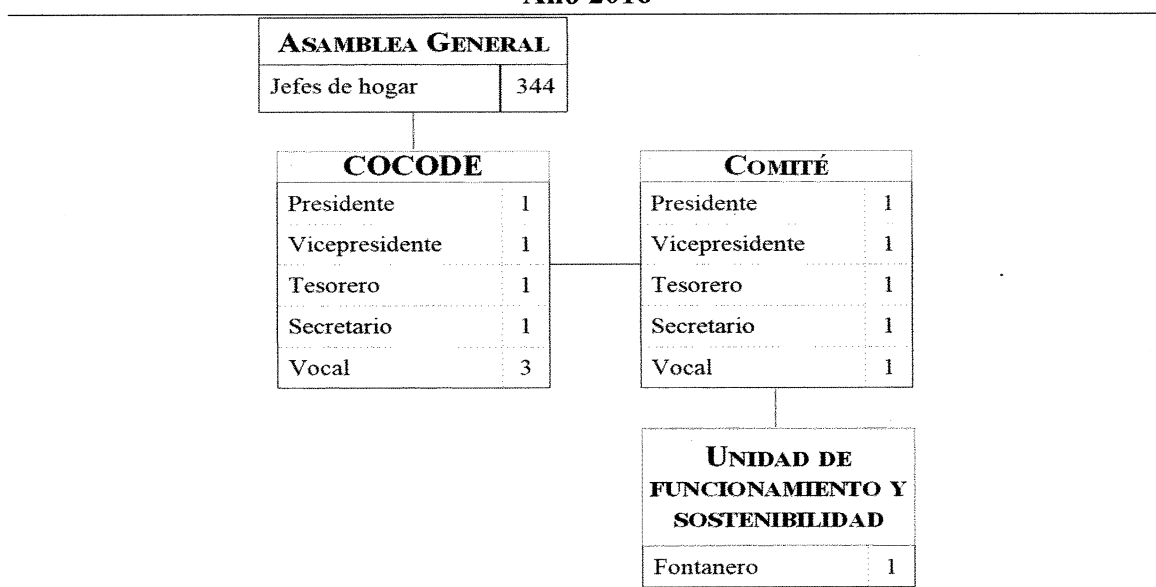 ASAMBLEA GENERAL
Jefes de hogar 344
COCODE
Presidente 1
Vicepresidente 1
Tesorero 1
Secretario 1
Vocal 3
COMITÉ
Presidente 1
Vicepresidente 1
Tesorero 1
Secretario 1
Vocal 1
UNIDAD DE
FUNCIONAMIENTO Y
SOSTENIBILIDAD
Fontanero 1